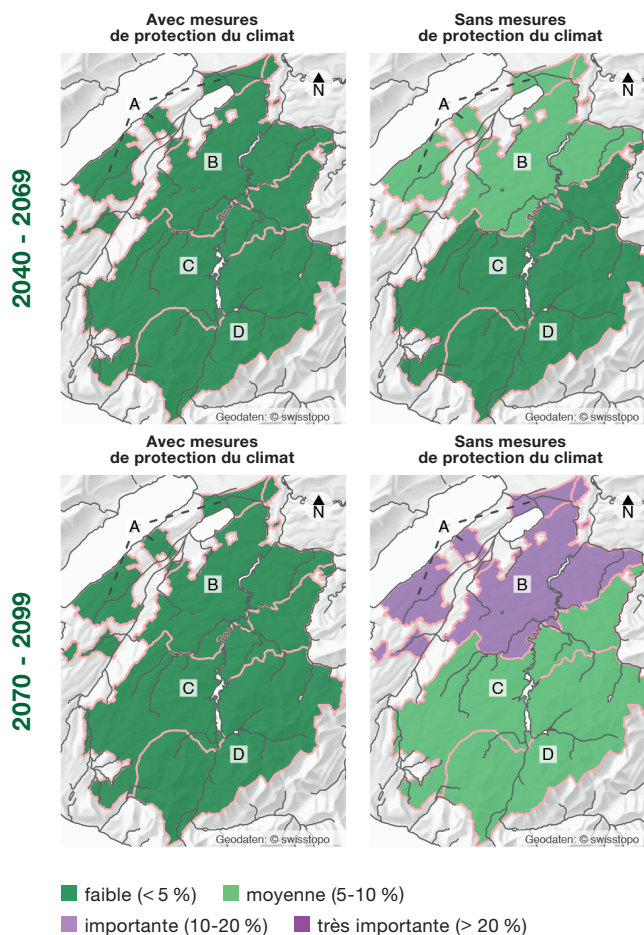 Avec mesures
de protection du climat
Sans mesures
de protection du climat
2040 - 2069
A
B
C
D
N
Geodaten: © swisstopo
A
B
C
D
N
Geodaten: © swisstopo
Avec mesures
de protection du climat
Sans mesures
de protection du climat
2070 - 2099
A
B
C
D
N
Geodaten: © swisstopo
A
B
C
D
N
Geodaten: © swisstopo
faible (< 5 %) moyenne (5-10 %)
importante (10-20 %) très importante (> 20 %)